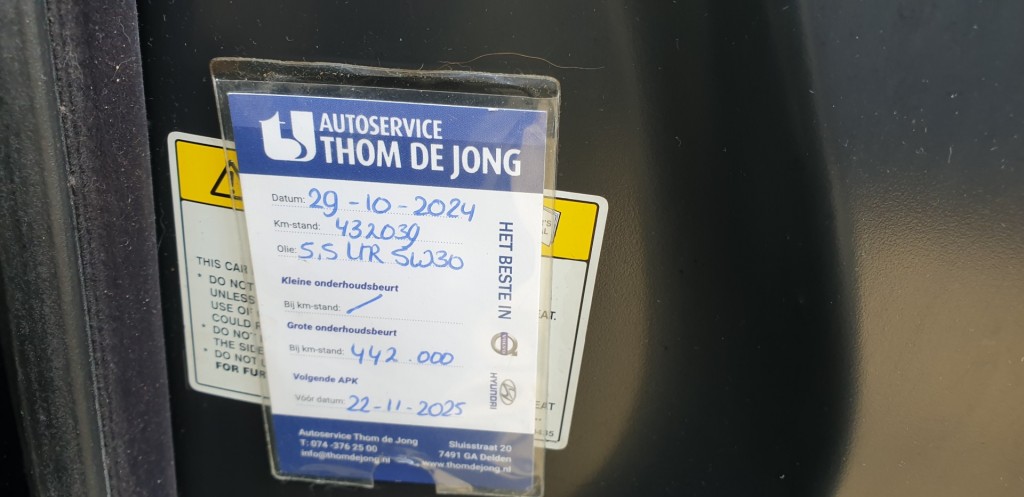 AUTOSERVICE
THOM DE JONG
Datum: 29-10-2024
Km-stand: 432039
Olie: 5,5 LTR 5W30
Kleine onderhoudsbeurt
Bij km-stand: /
Grote onderhoudsbeurt
Bij km-stand: 442.000
Volgende APK
Vóór datum: 22-11-2025
HET BESTE IN
HYUNDAI
Autoservice Thom de Jong
T: 074 -376 25 00
info@thomdejong.nl
Sluisstraat 20
7491 GA Delden
www.thomdejong.nl
THIS CAR
• DO NOT
UNLESS
USE OF
COULD
• DO NOT
THE SIDE
• DO NOT
FOR FUR